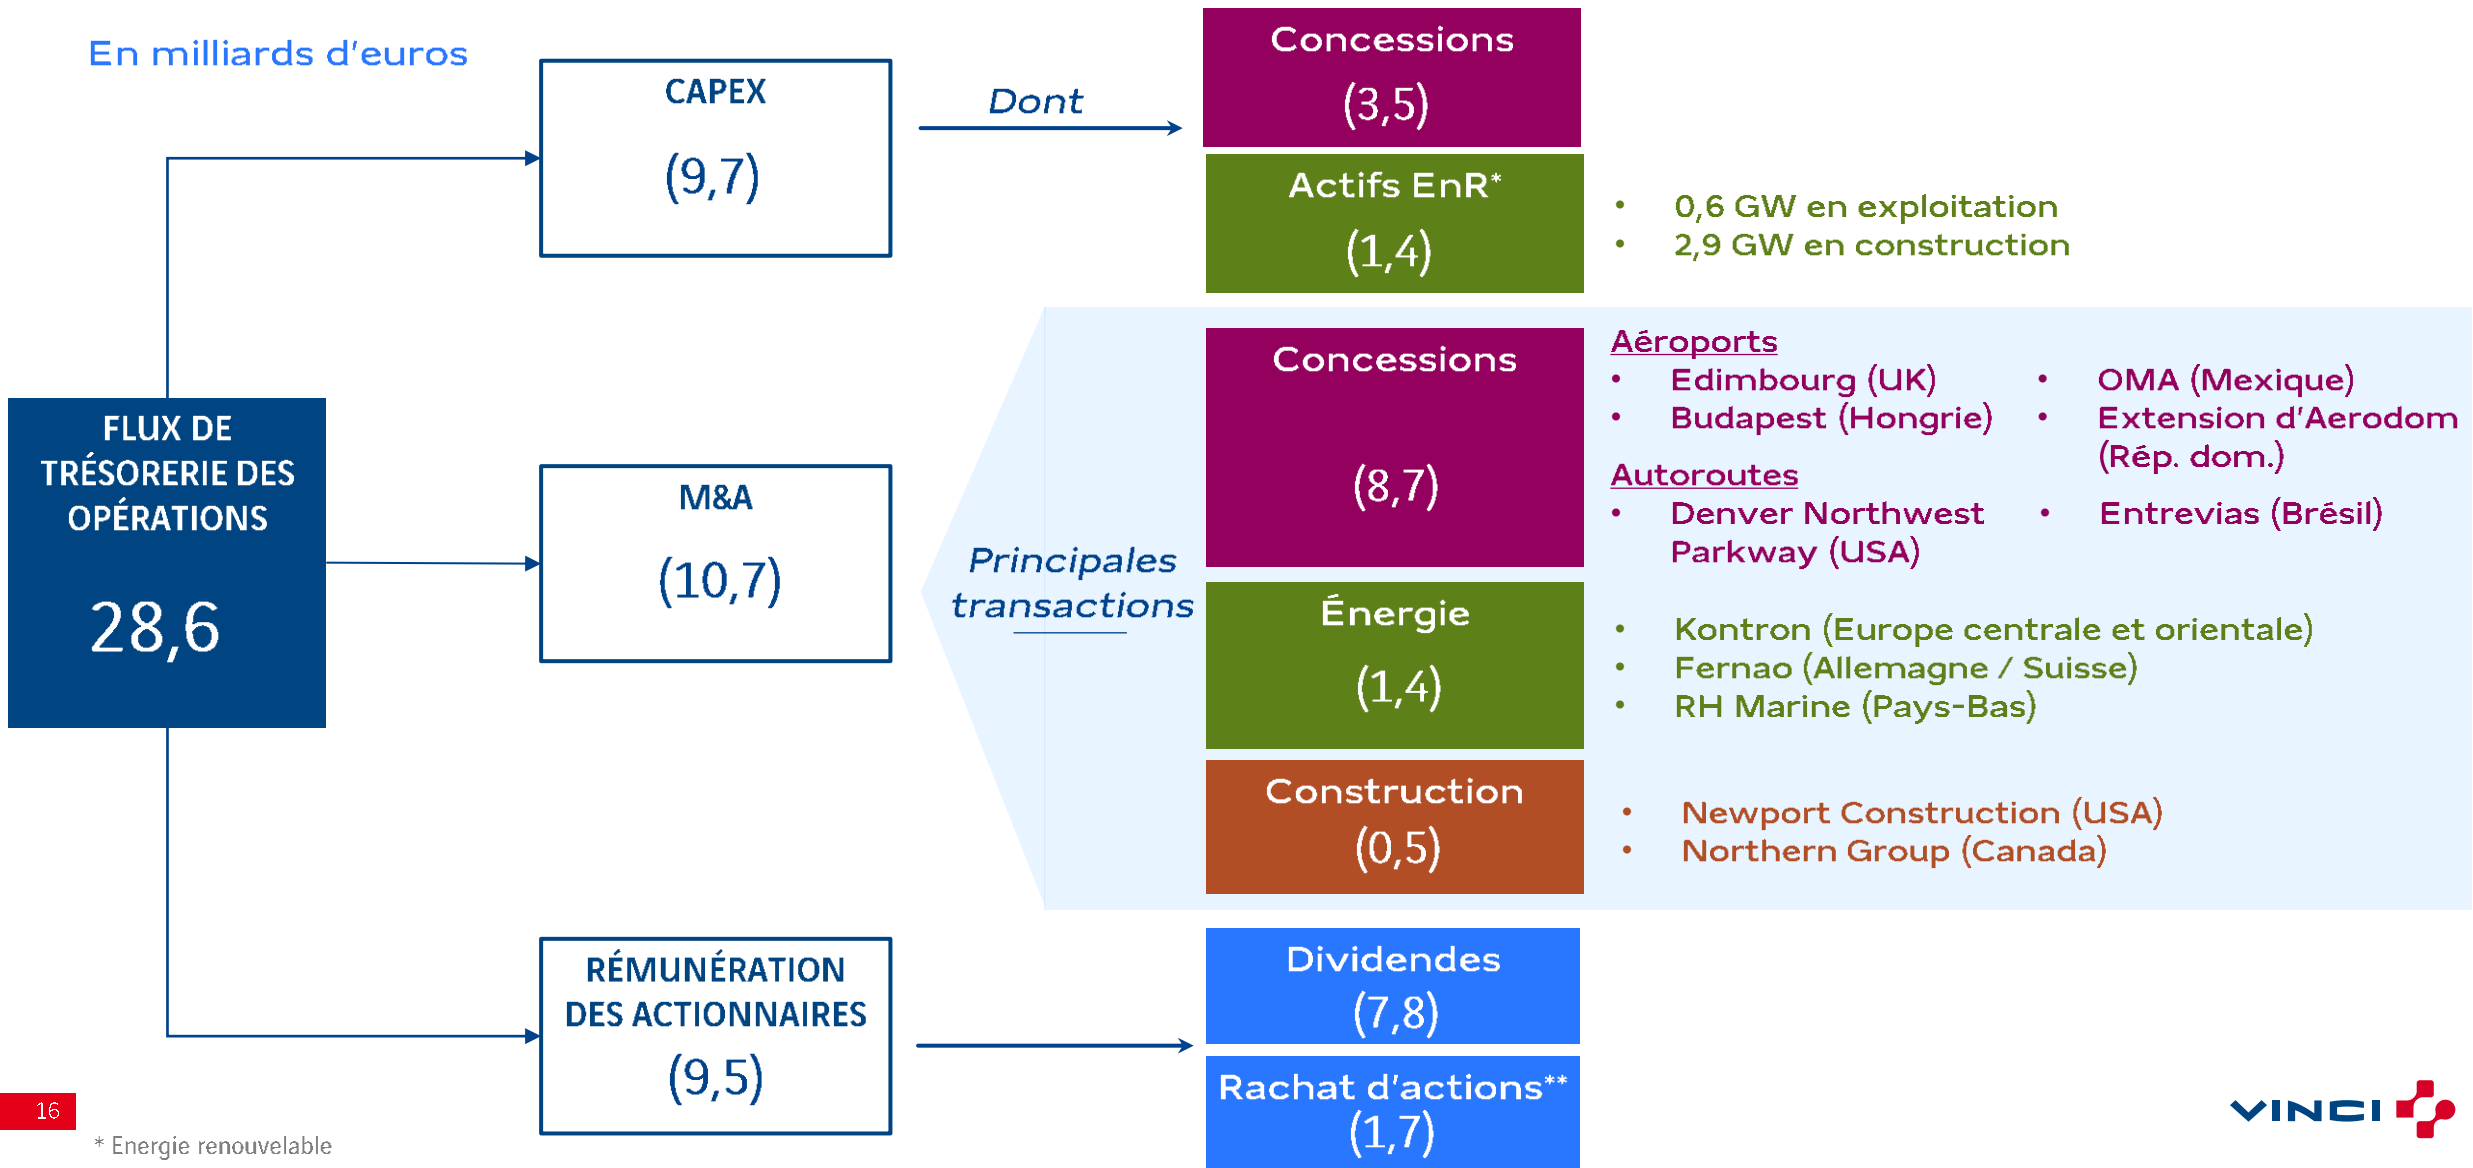 En milliards d'euros
CAPEX
(9,7)
Dont
Concessions
(3,5)
Actifs EnR*
(1,4)
• 0,6 GW en exploitation
• 2,9 GW en construction
FLUX DE
TRÉSORERIE DES
OPÉRATIONS
28,6
M&A
(10,7)
Principales
transactions
Concessions
(8,7)
Aéroports
• Edimbourg (UK)
• Budapest (Hongrie)
• OMA (Mexique)
• Extension d'Aerodom
(Rép. dom.)
Autoroutes
• Denver Northwest
Parkway (USA)
• Entrevias (Brésil)
Énergie
(1,4)
• Kontron (Europe centrale et orientale)
• Fernao (Allemagne / Suisse)
• RH Marine (Pays-Bas)
Construction
(0,5)
• Newport Construction (USA)
• Northern Group (Canada)
RÉMUNÉRATION
DES ACTIONNAIRES
(9,5)
Dividendes
(7,8)
Rachat d'actions**
(1,7)
16
* Energie renouvelable
VINCI